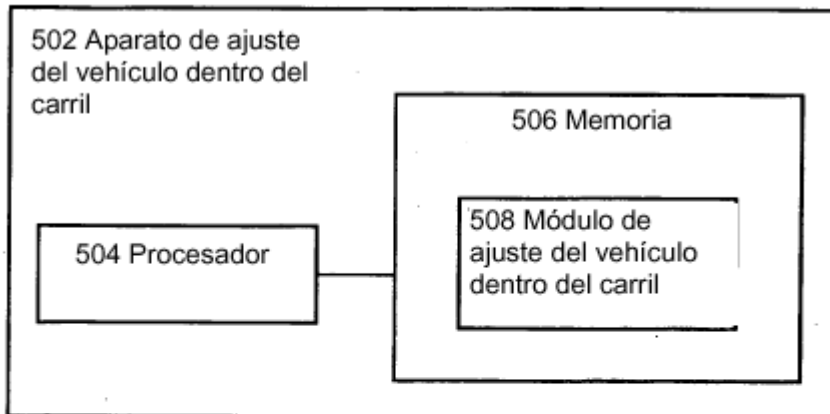 502 Aparato de ajuste
del vehículo dentro del
carril
506 Memoria
504 Procesador
508 Módulo de
ajuste del vehículo
dentro del carril